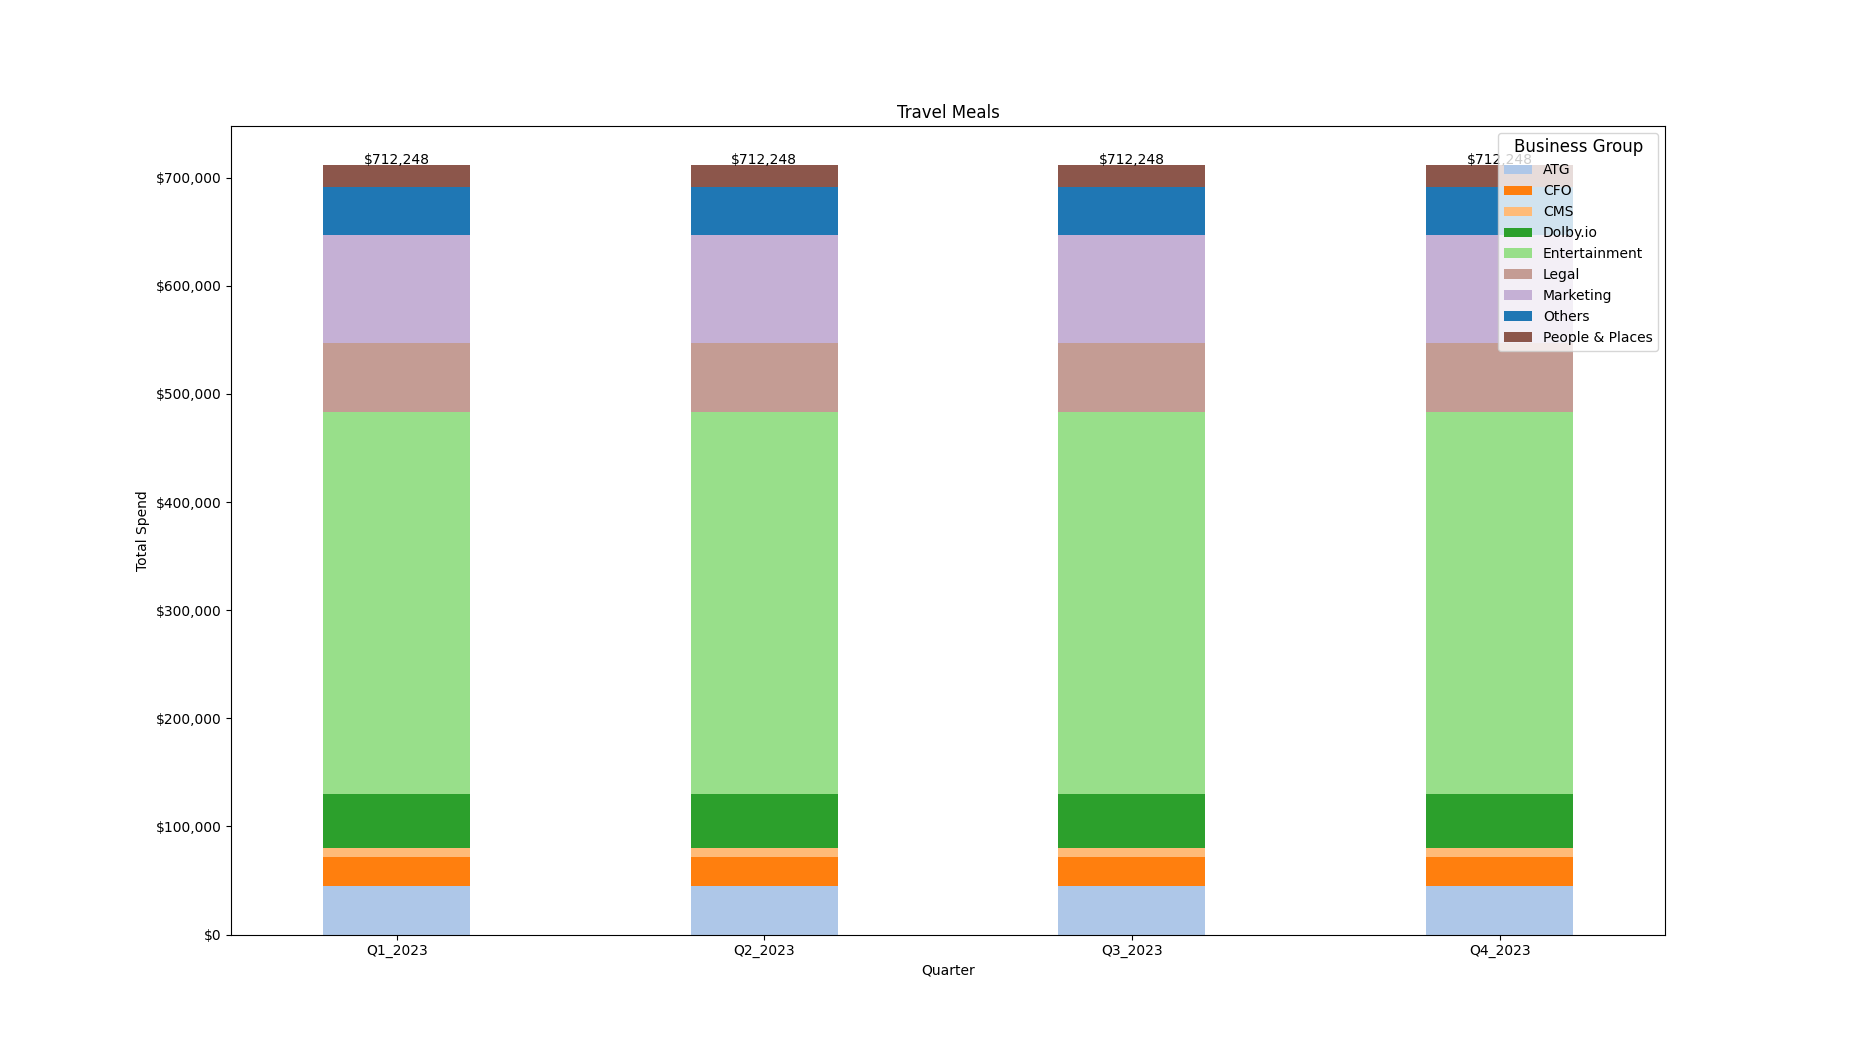 Travel Meals
$712,248
$712,248
$712,248
$712,248
Business Group
ATG
CFO
CMS
Dolby.io
Entertainment
Legal
Marketing
Others
People & Places
$700,000
$600,000
$500,000
$400,000
$300,000
$200,000
$100,000
$0
Total Spend
Q1_2023
Q2_2023
Q3_2023
Q4_2023
Quarter